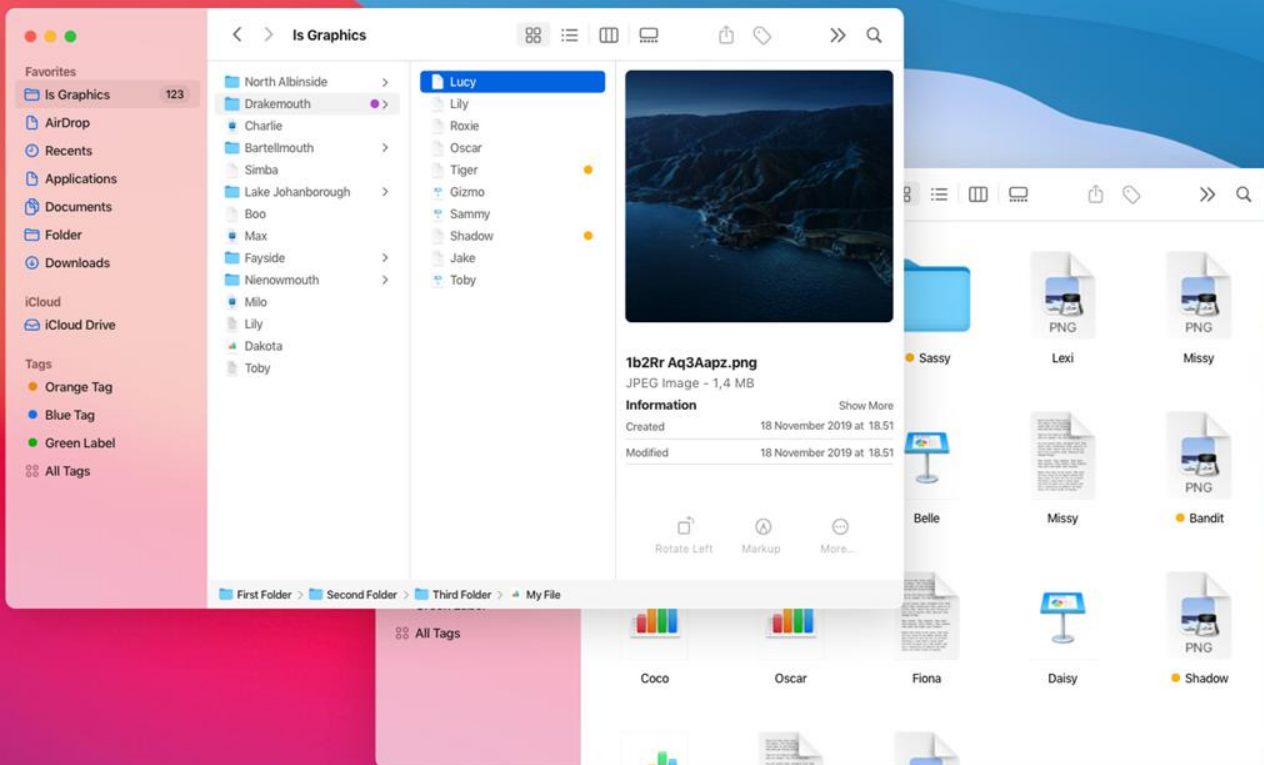 Is Graphics
Favorites
Is Graphics 123
AirDrop
Recents
Applications
Documents
Folder
Downloads
iCloud
iCloud Drive
Tags
Orange Tag
Blue Tag
Green Label
All Tags
North Albinside
Drakemouth
Charlie
Bartellmouth
Simba
Lake Johanborough
Boo
Max
Fayside
Nienowmouth
Milo
Lily
Dakota
Toby
Lucy
Lily
Roxie
Oscar
Tiger
Gizmo
Sammy
Shadow
Jake
Toby
1b2Rr Aq3Aapz.png
JPEG Image - 1,4 MB
Information Show More
Created 18 November 2019 at 18.51
Modified 18 November 2019 at 18.51
Rotate Left Markup More...
First Folder Second Folder Third Folder My File
All Tags
PNG PNG
Sassy Lexi Missy
PNG
Belle Missy Bandit
PNG
Coco Oscar Fiona Daisy Shadow